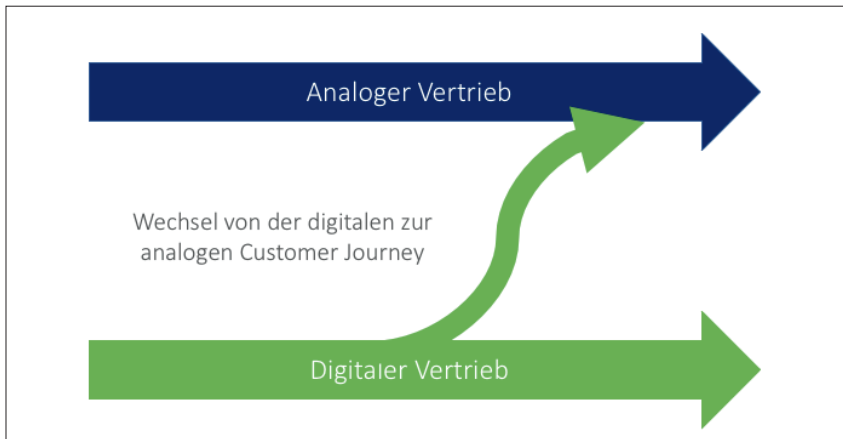 Analoger Vertrieb
Wechsel von der digitalen zur
analogen Customer Journey
Digitaler Vertrieb